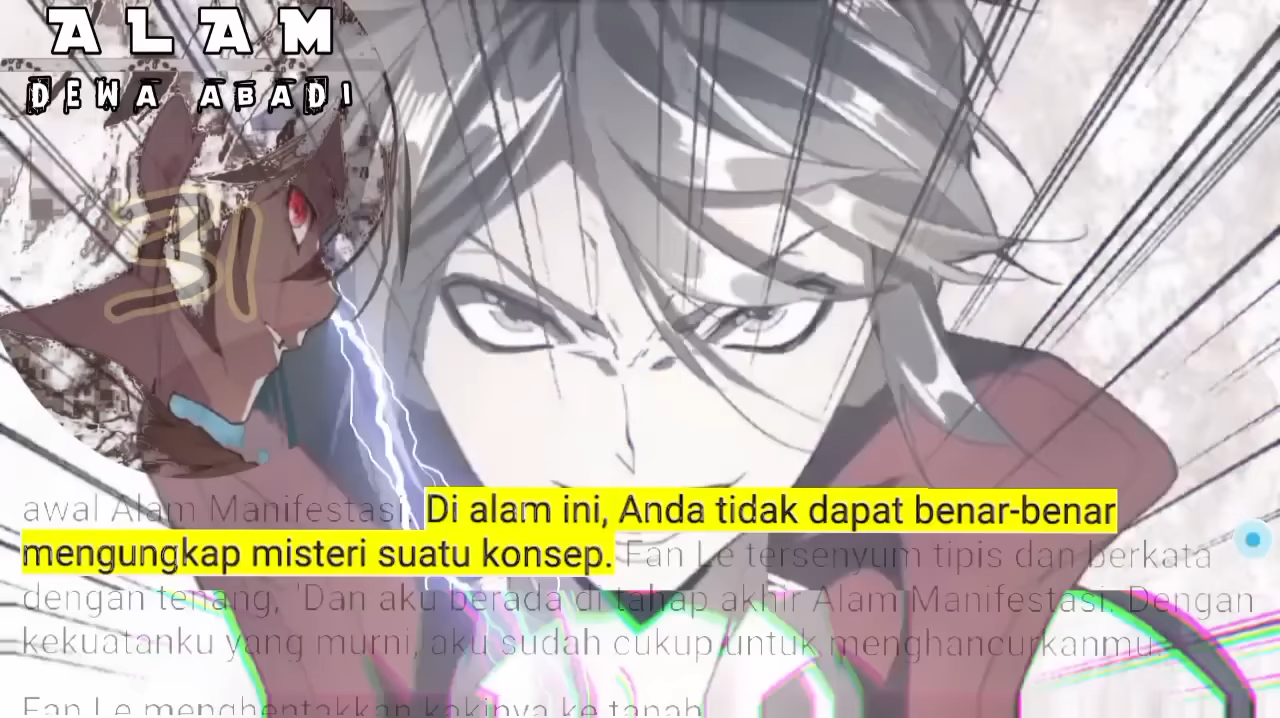 ALAM
DEWA ABADI
31
awal Alam Manifestasi. Di alam ini, Anda tidak dapat benar-benar
mengungkap misteri suatu konsep. Fan Le tersenyum tipis dan berkata
dengan tenang, 'Dan aku berada di tahap akhir Alam Manifestasi. Dengan
kekuatanku yang murni, aku sudah cukup untuk menghancurkanmu.
Fan Le menghentakkan kakinya ke tanah